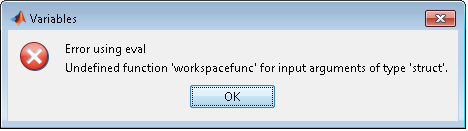 Variables
Error using eval
Undefined function 'workspacefunc' for input arguments of type 'struct'.
OK